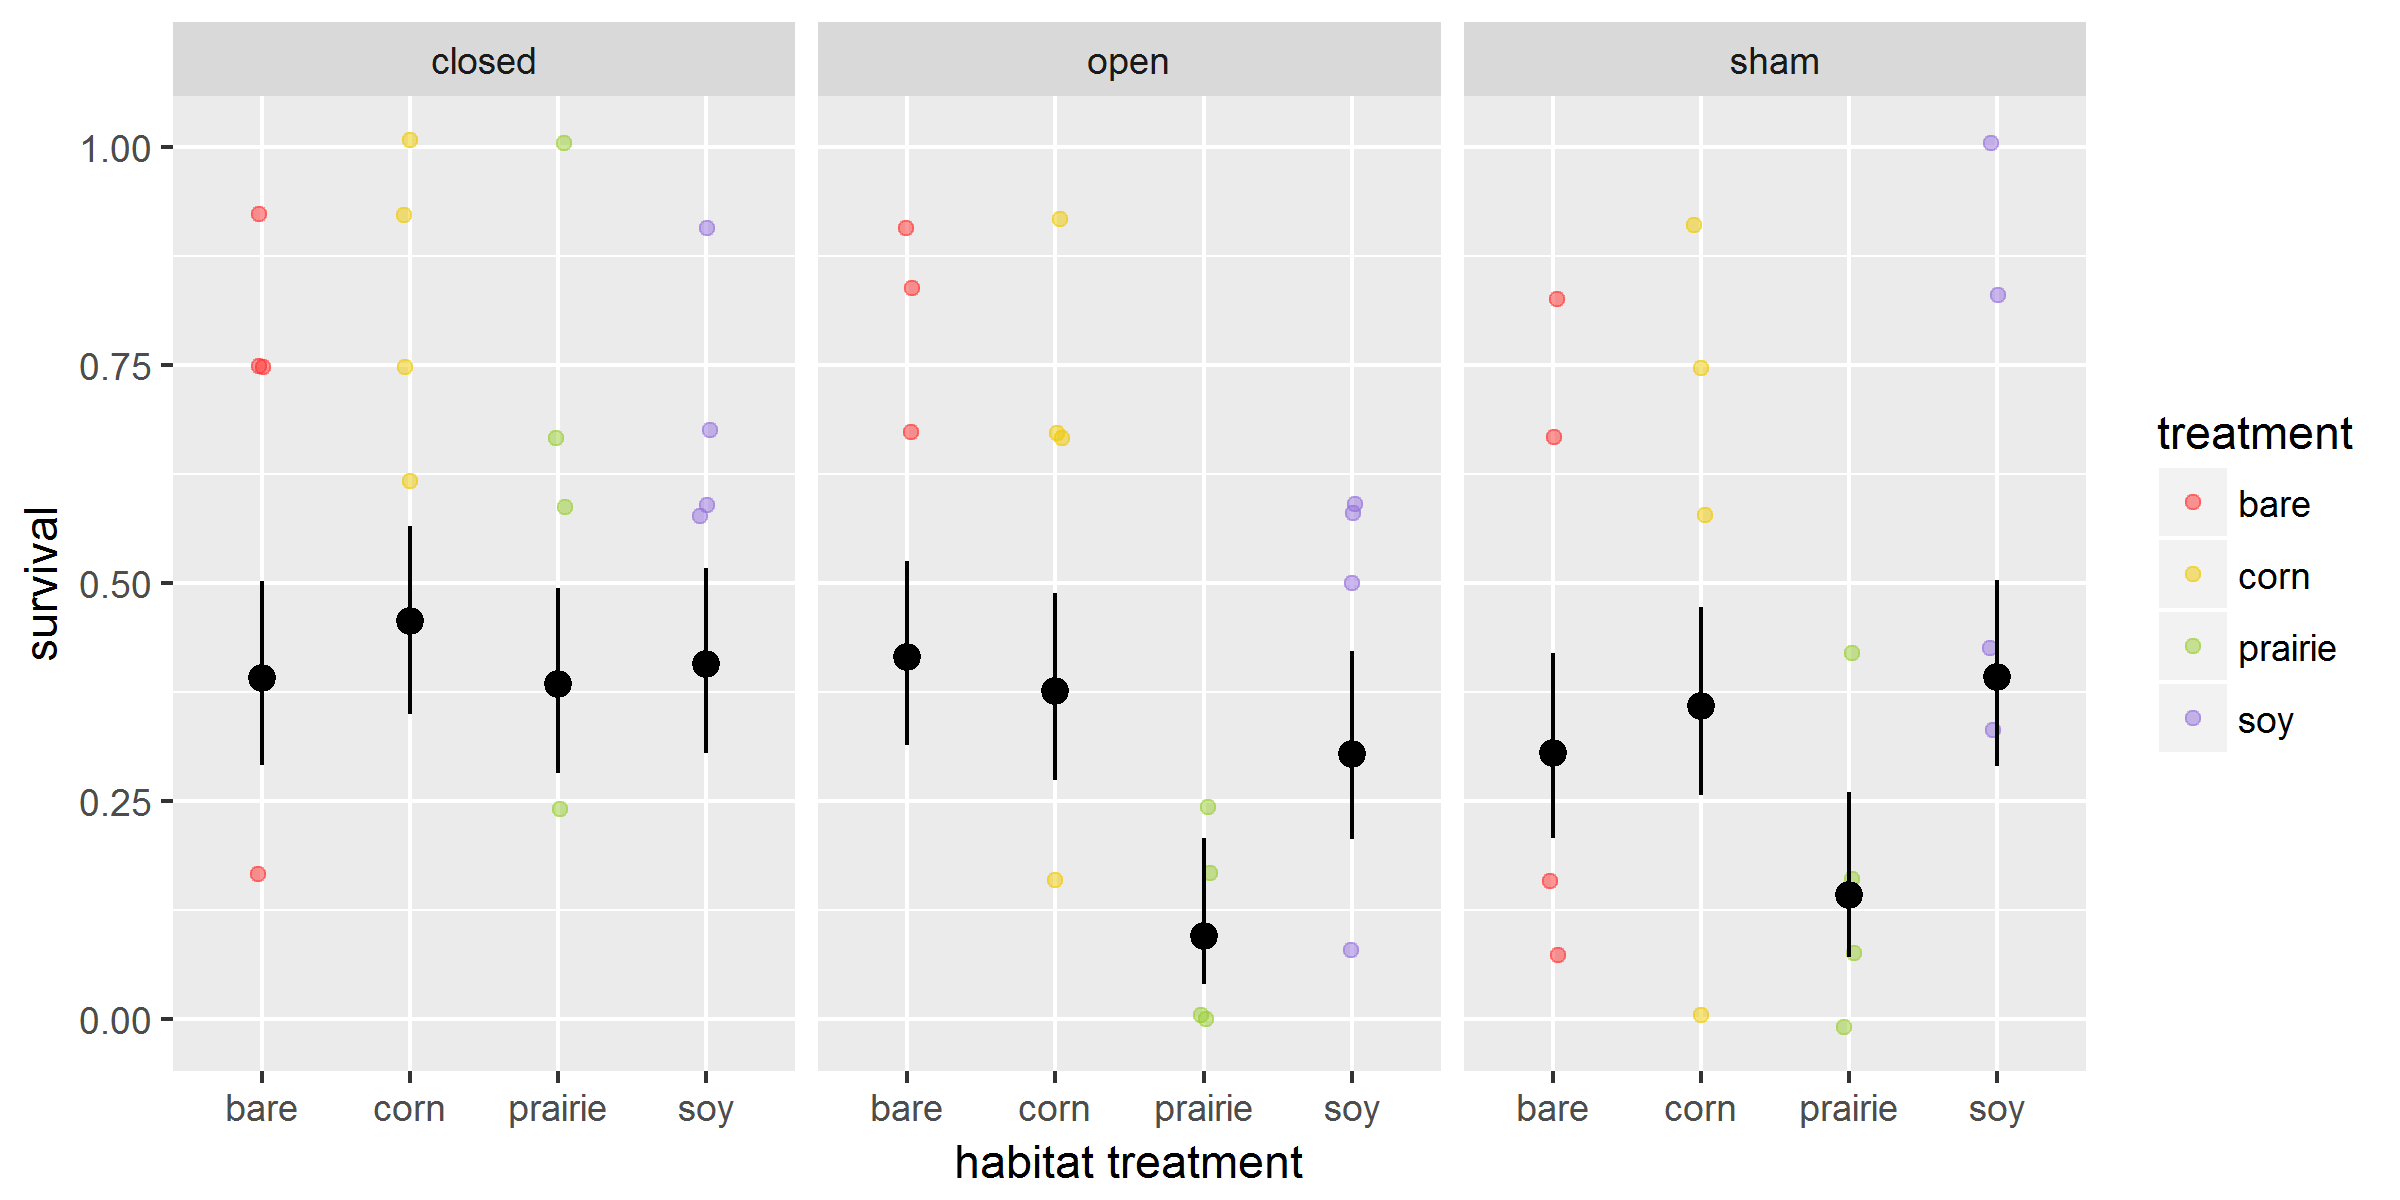 closed
open
sham
1.00
0.75
0.50
0.25
0.00
survival
bare corn prairie soy
bare corn prairie soy
bare corn prairie soy
habitat treatment
treatment
bare
corn
prairie
soy